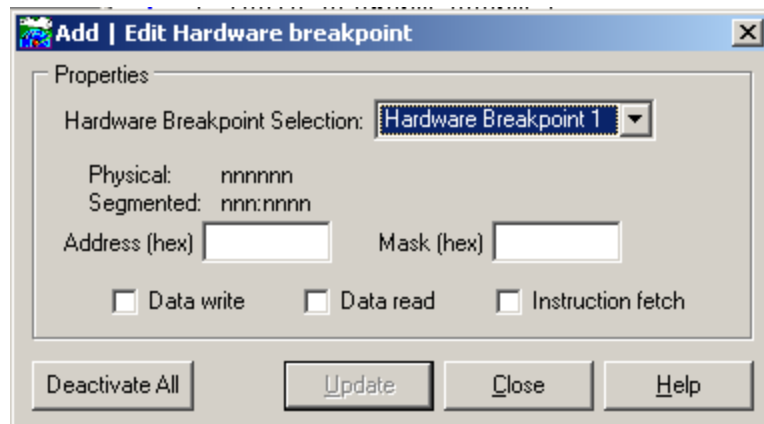 Add | Edit Hardware breakpoint
Properties
Hardware Breakpoint Selection: Hardware Breakpoint 1
Physical: nnnnnn
Segmented: nnn:nnnn
Address (hex) Mask (hex)
Data write Data read Instruction fetch
Deactivate All Update Close Help